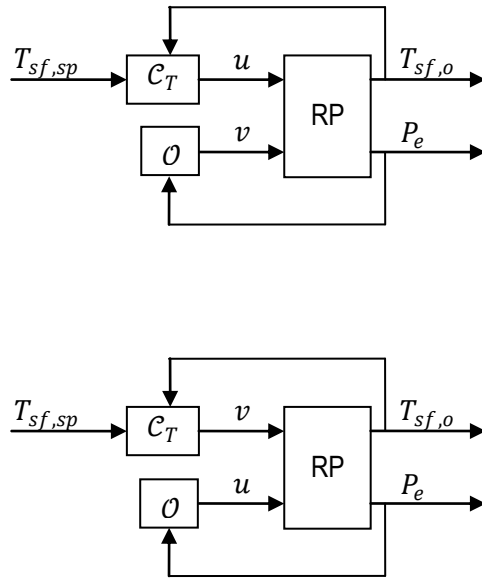 T_{sf,sp} C_T u RP T_{sf,o}
O v P_e
T_{sf,sp} C_T v RP T_{sf,o}
O u P_e